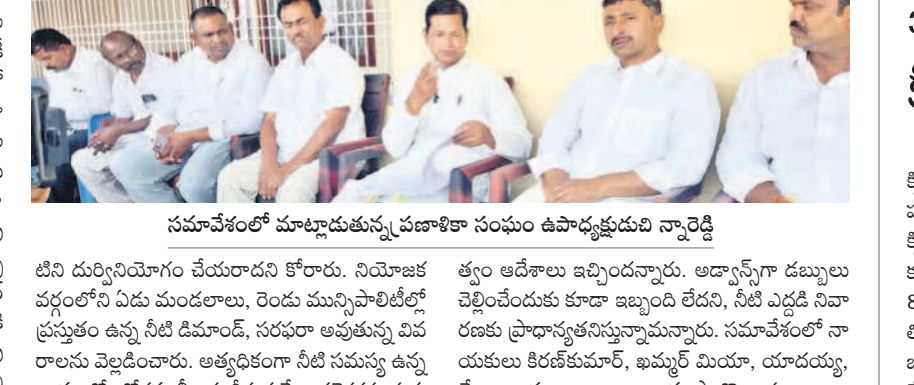 సమావేశంలో మాట్లాడుతున్న ప్రణాళికా సంఘం ఉపాధ్యక్షుడుచి న్నారెడ్డి
టిని దుర్వినియోగం చేయరాదని కోరారు. నియోజక
వర్గంలోని ఏడు మండలాలు, రెండు మున్సిపాలిటీల్లో
ప్రస్తుతం ఉన్న నీటి డిమాండ్, సరఫరా అవుతున్న వివ
రాలను వెల్లడించారు. అత్యధికంగా నీటి సమస్య ఉన్న
త్వం ఆదేశాలు ఇచ్చిందన్నారు. అడ్వాన్స్‌గా డబ్బులు
చెల్లించేందుకు కూడా ఇబ్బంది లేదని, నీటి ఎద్దడి నివా
రణకు ప్రాధాన్యతనిస్తున్నామన్నారు. సమావేశంలో నా
యకులు కిరణ్‌కుమార్, ఖమ్మర్ మియా, యాదయ్య,